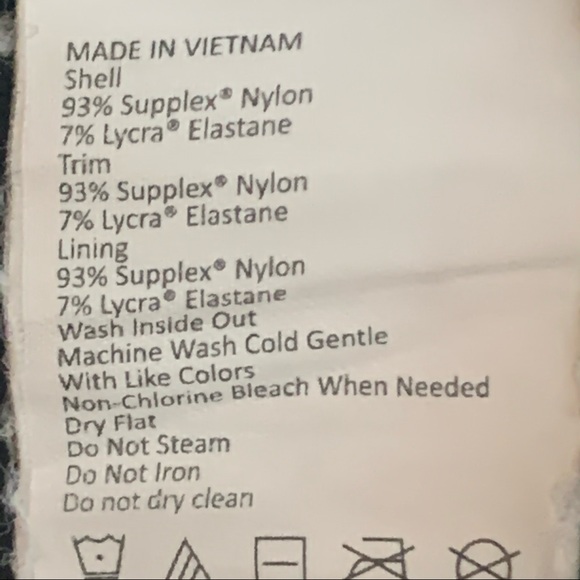 MADE IN VIETNAM
Shell
93% Supplex® Nylon
7% Lycra® Elastane
Trim
93% Supplex® Nylon
7% Lycra® Elastane
Lining
93% Supplex® Nylon
7% Lycra® Elastane
Wash Inside Out
Machine Wash Cold Gentle
With Like Colors
Non-Chlorine Bleach When Needed
Dry Flat
Do Not Steam
Do Not Iron
Do not dry clean